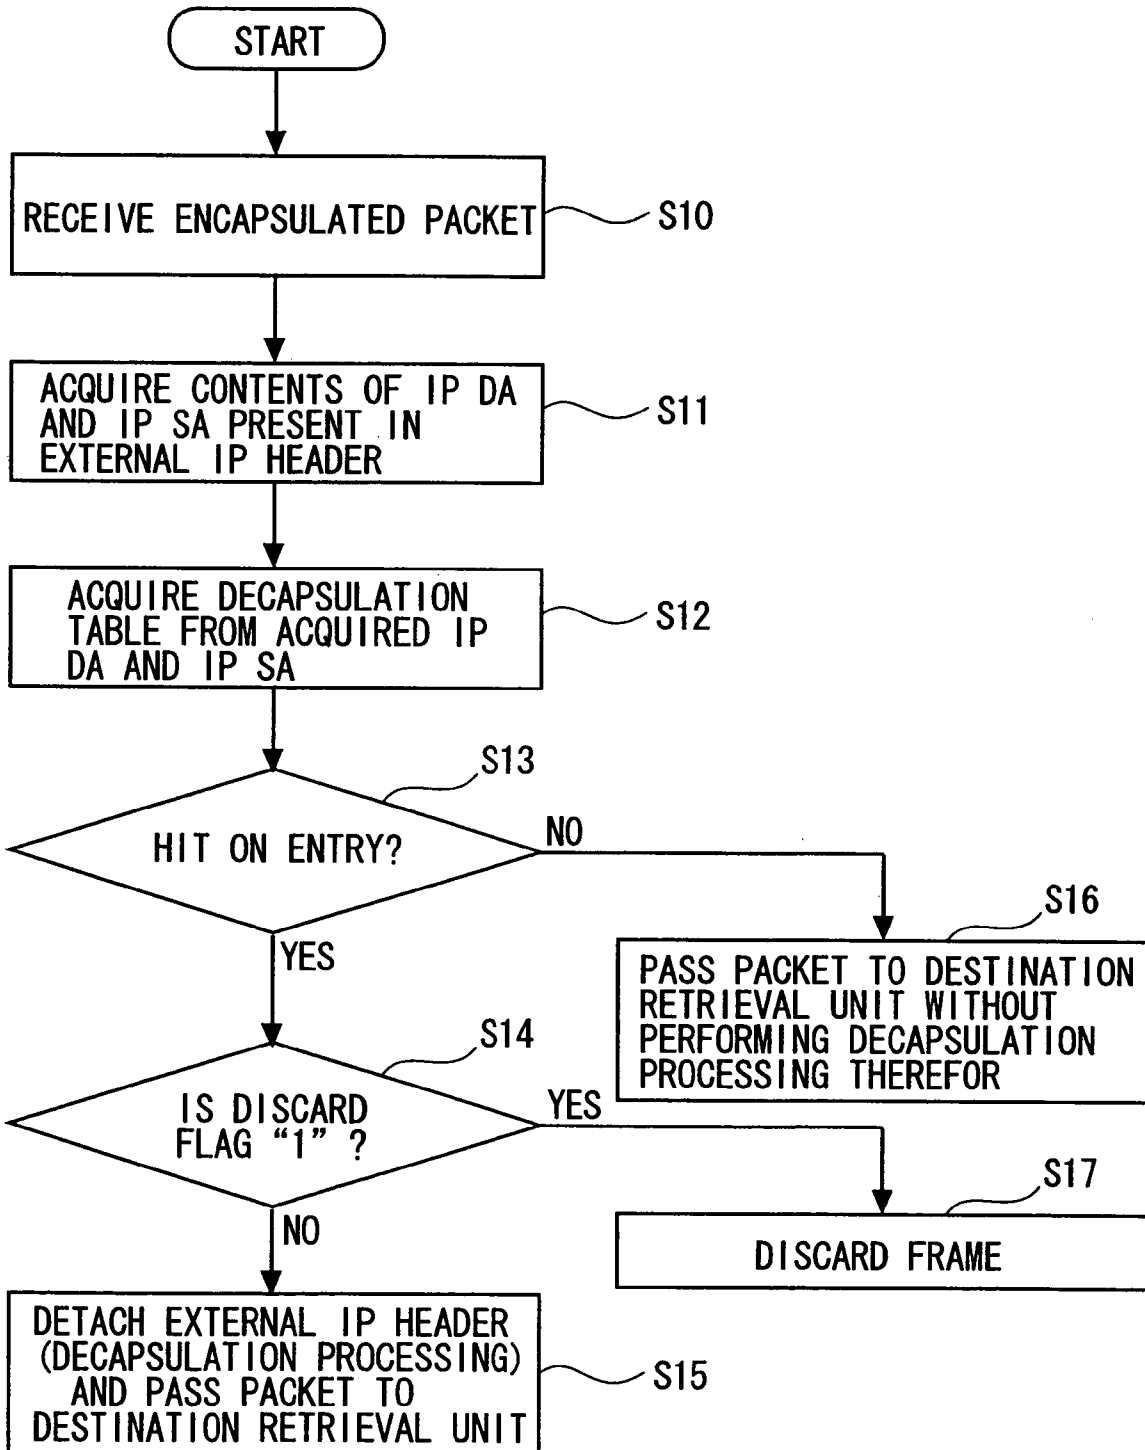 START
RECEIVE ENCAPSULATED PACKET
S10
ACQUIRE CONTENTS OF IP DA
AND IP SA PRESENT IN
EXTERNAL IP HEADER
S11
ACQUIRE DECAPSULATION
TABLE FROM ACQUIRED IP
DA AND IP SA
S12
S13
HIT ON ENTRY?
NO
YES
S16
PASS PACKET TO DESTINATION
RETRIEVAL UNIT WITHOUT
PERFORMING DECAPSULATION
PROCESSING THEREFOR
S14
IS DISCARD
FLAG “1” ?
YES
NO
S17
DISCARD FRAME
DETACH EXTERNAL IP HEADER
(DECAPSULATION PROCESSING)
AND PASS PACKET TO
DESTINATION RETRIEVAL UNIT
S15